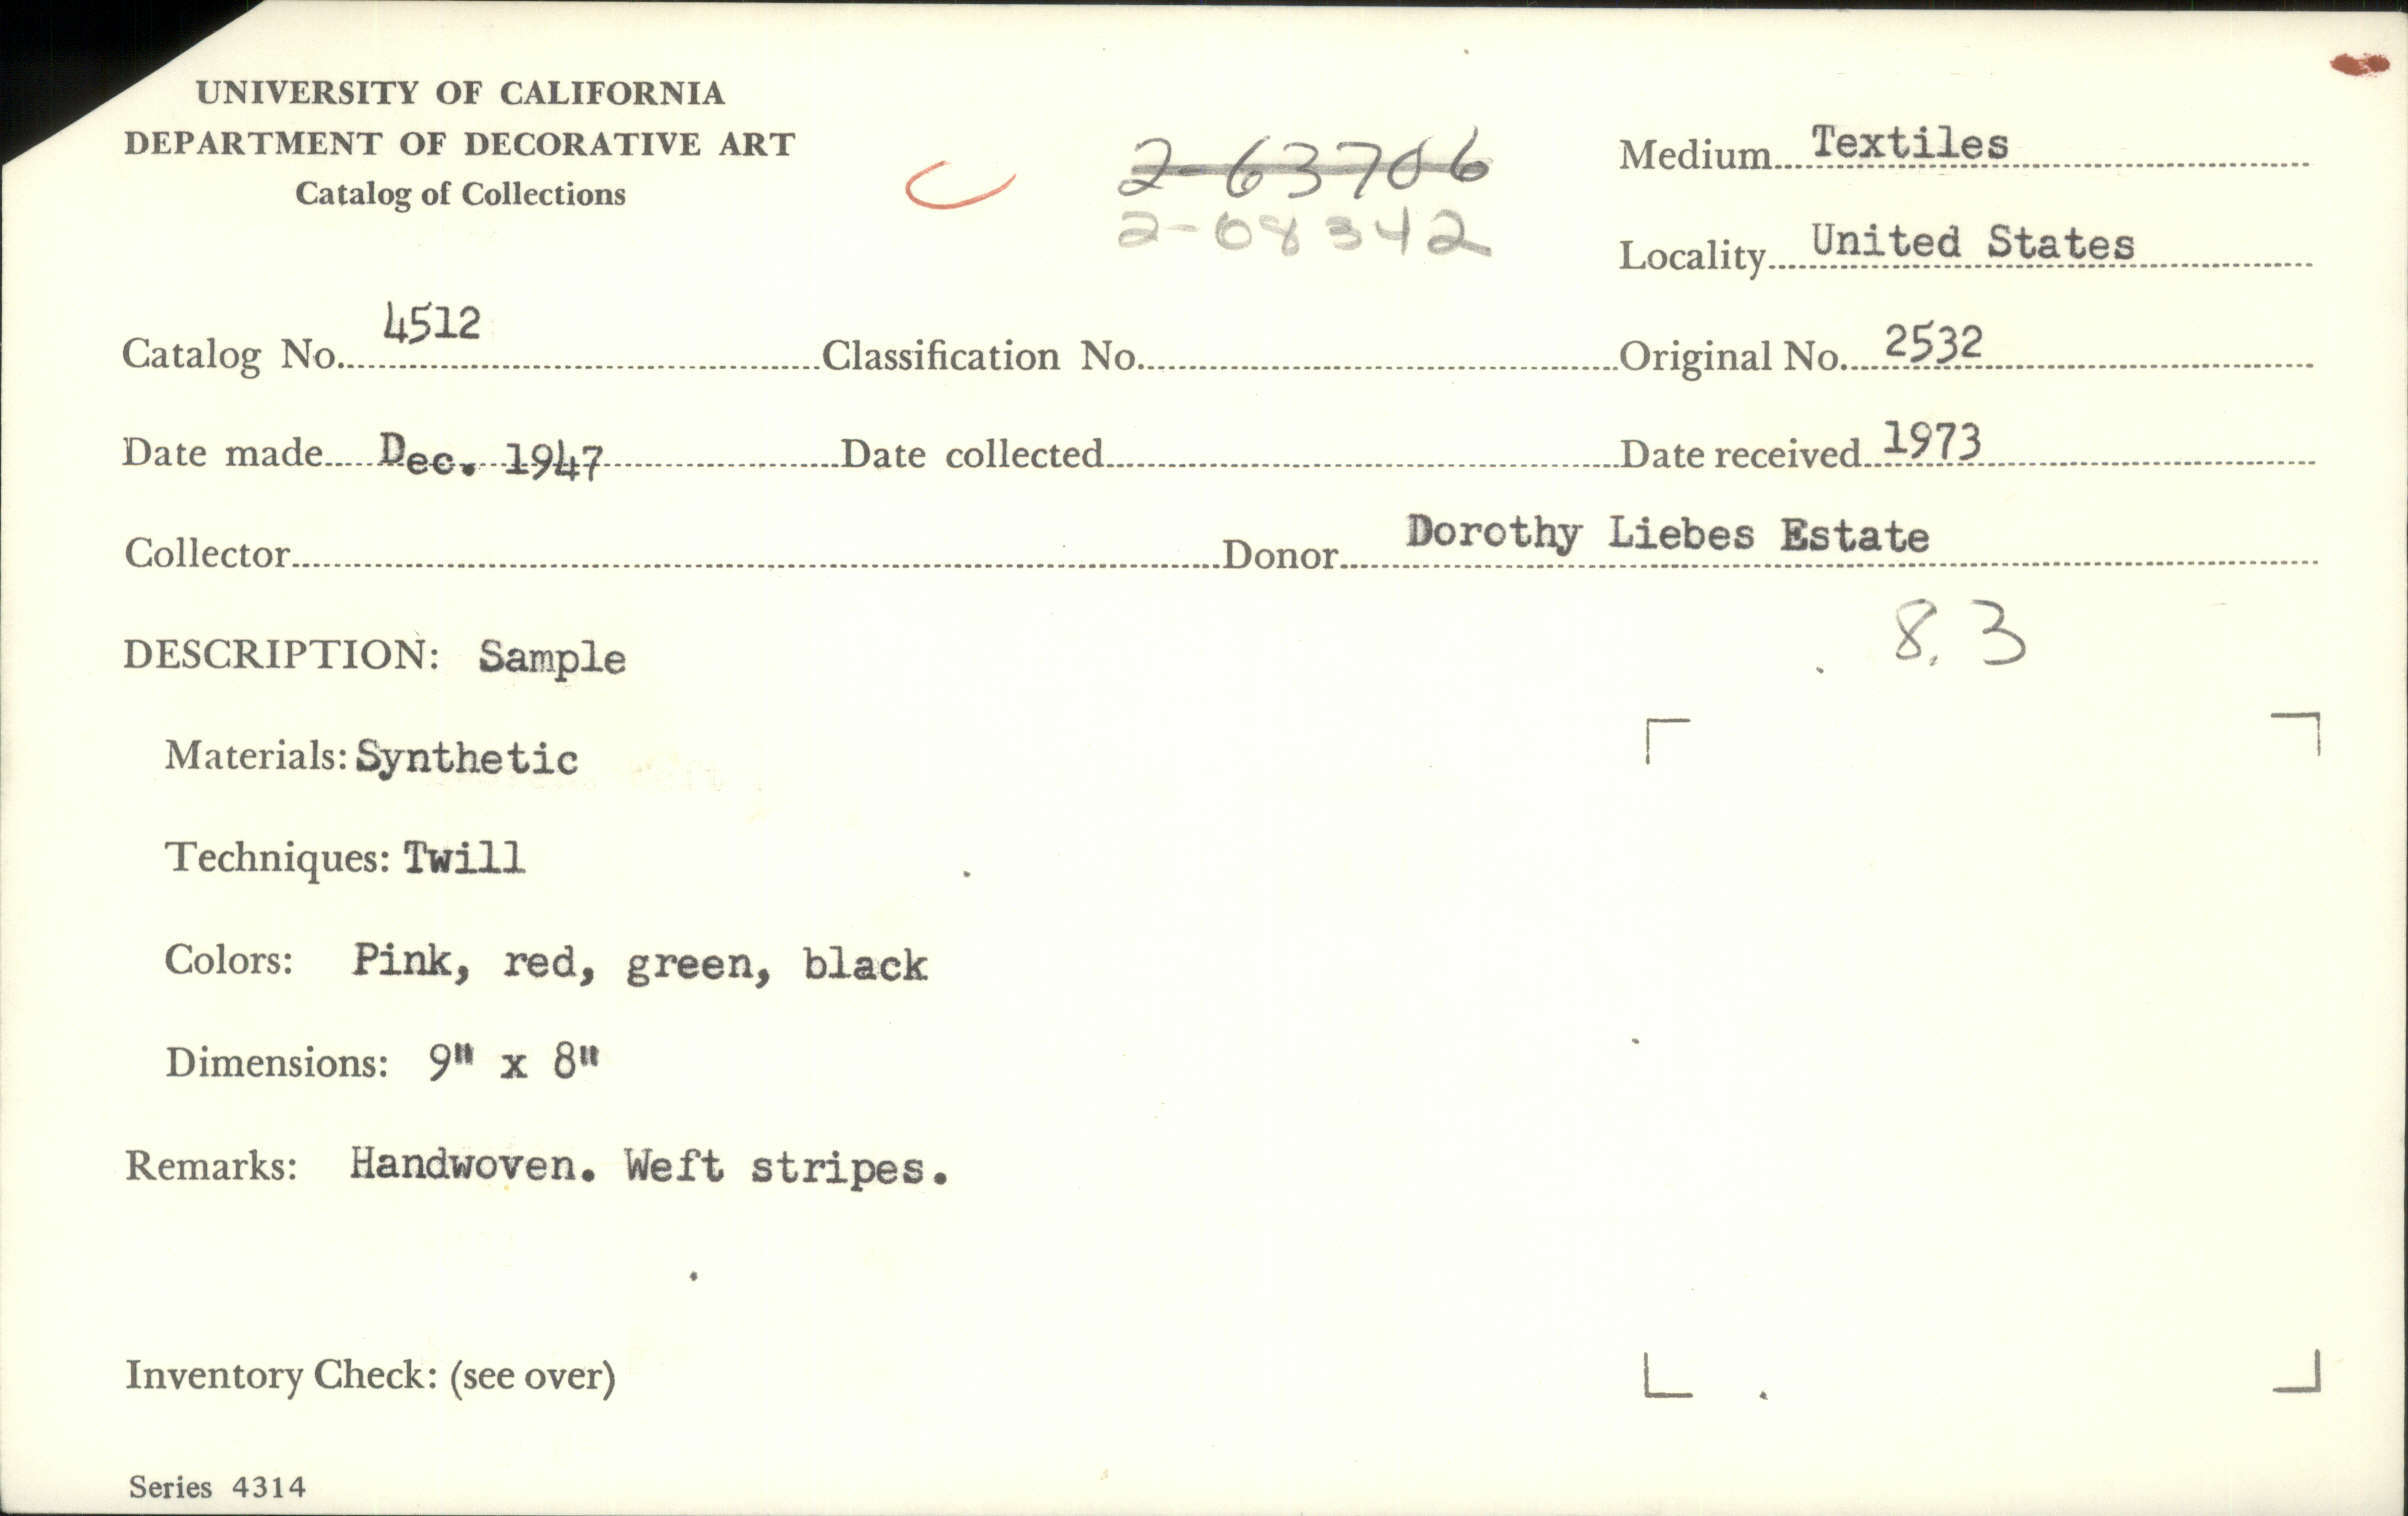 UNIVERSITY OF CALIFORNIA
DEPARTMENT OF DECORATIVE ART
Catalog of Collections
C
2-63706
2-68342
Medium Textiles
Locality United States
Catalog No. 4512 Classification No. Original No. 2532
Date made Dec. 1947 Date collected Date received 1973
Collector Donor Dorothy Liebes Estate
8.3
DESCRIPTION: Sample
Materials: Synthetic
Techniques: Twill
Colors: Pink, red, green, black
Dimensions: 9" x 8"
Remarks: Handwoven. Weft stripes.
Inventory Check: (see over)
Series 4314